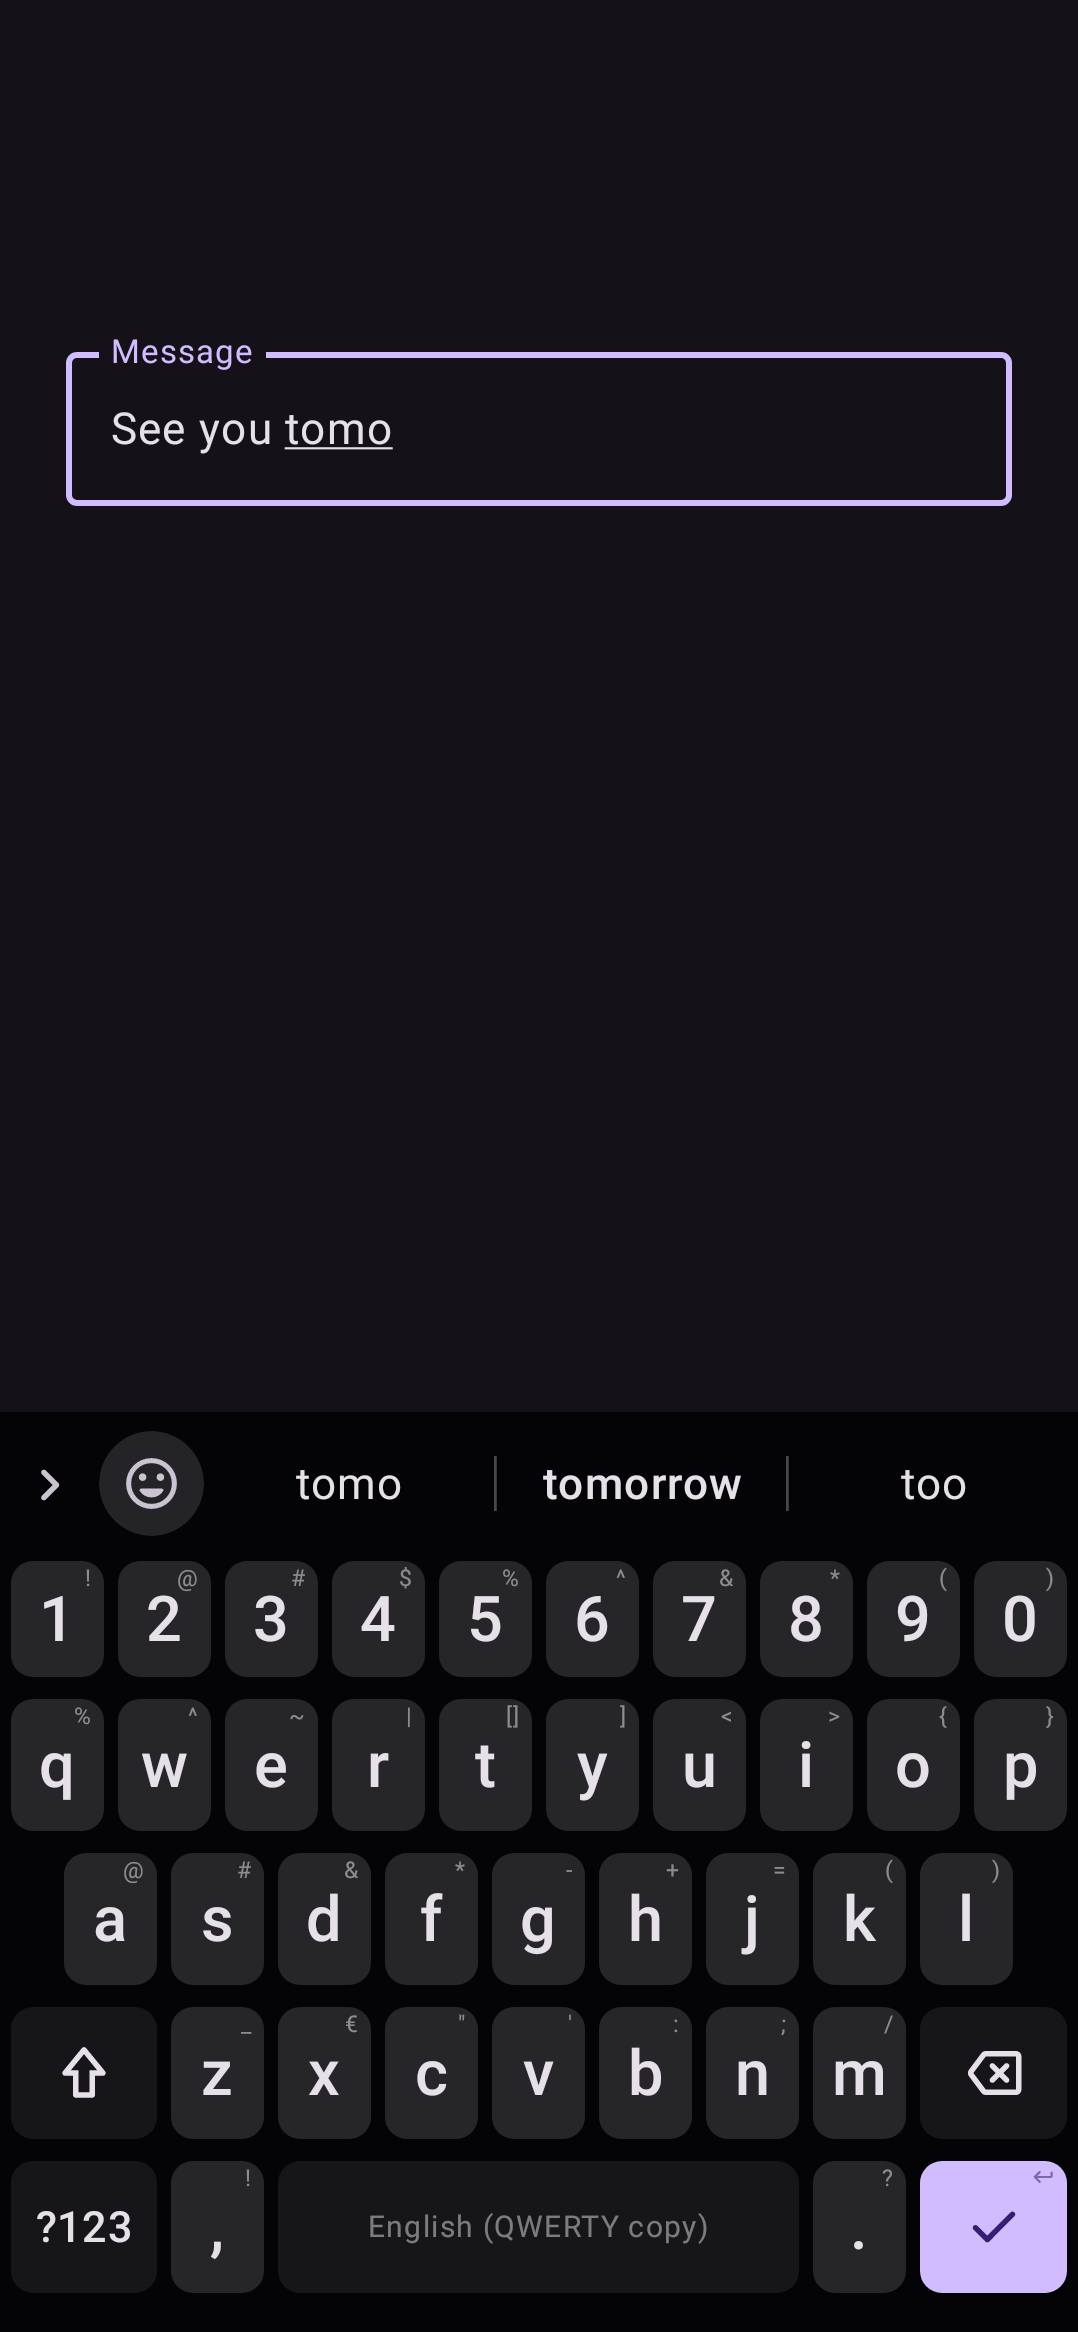 Message
See you tomo
tomo tomorrow too
! @ # $ % ^ & * ( )
1 2 3 4 5 6 7 8 9 0
% ^ ~ | [] ] < > { }
q w e r t y u i o p
@ # & * - + = ( )
a s d f g h j k l
_ € " ' : ; /
z x c v b n m
! ?
?123 , English (QWERTY copy) .